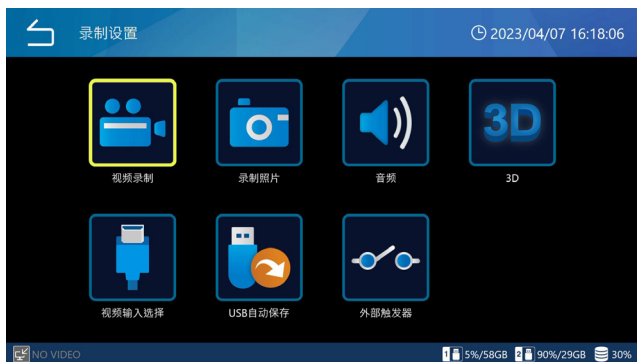 录制设置
2023/04/07 16:18:06
3D
视频录制
录制照片
音频
3D
视频输入选择
USB自动保存
外部触发器
NO VIDEO
1 5%/58GB 2 90%/29GB 30%